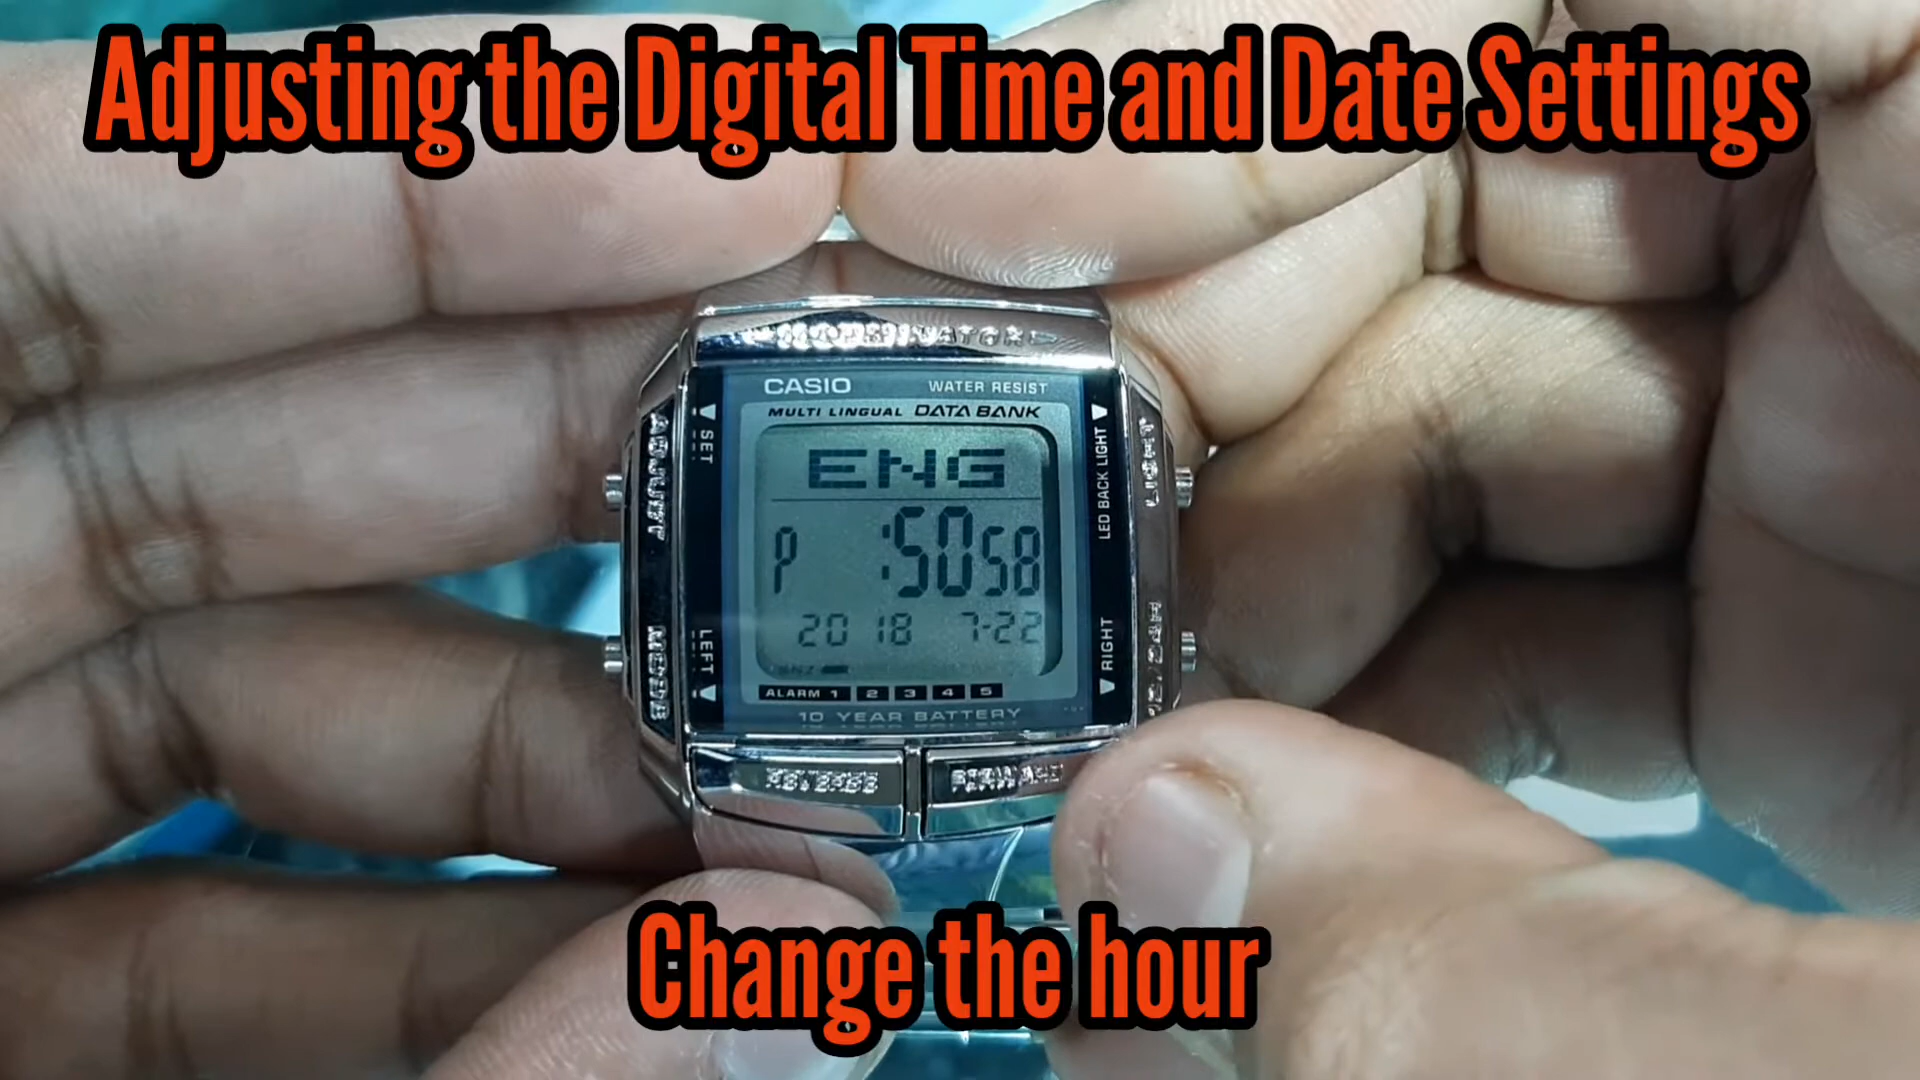 Adjusting the Digital Time and Date Settings
CASIO WATER RESIST
MULTI LINGUAL DATA BANK
ADJUST
SET
LED BACK LIGHT
LIGHT
ENG
P :50 58
2018 7-22
MODE
LEFT
RIGHT
ALARM 1 2 3 4 5
10 YEAR BATTERY
REVERSE FORWARD
Change the hour